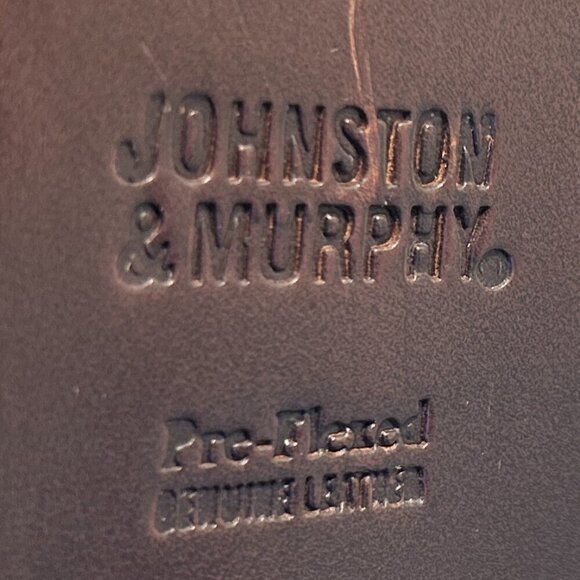 JOHNSTON
& MURPHY®
Pre-Flexed
GENUINE LEATHER